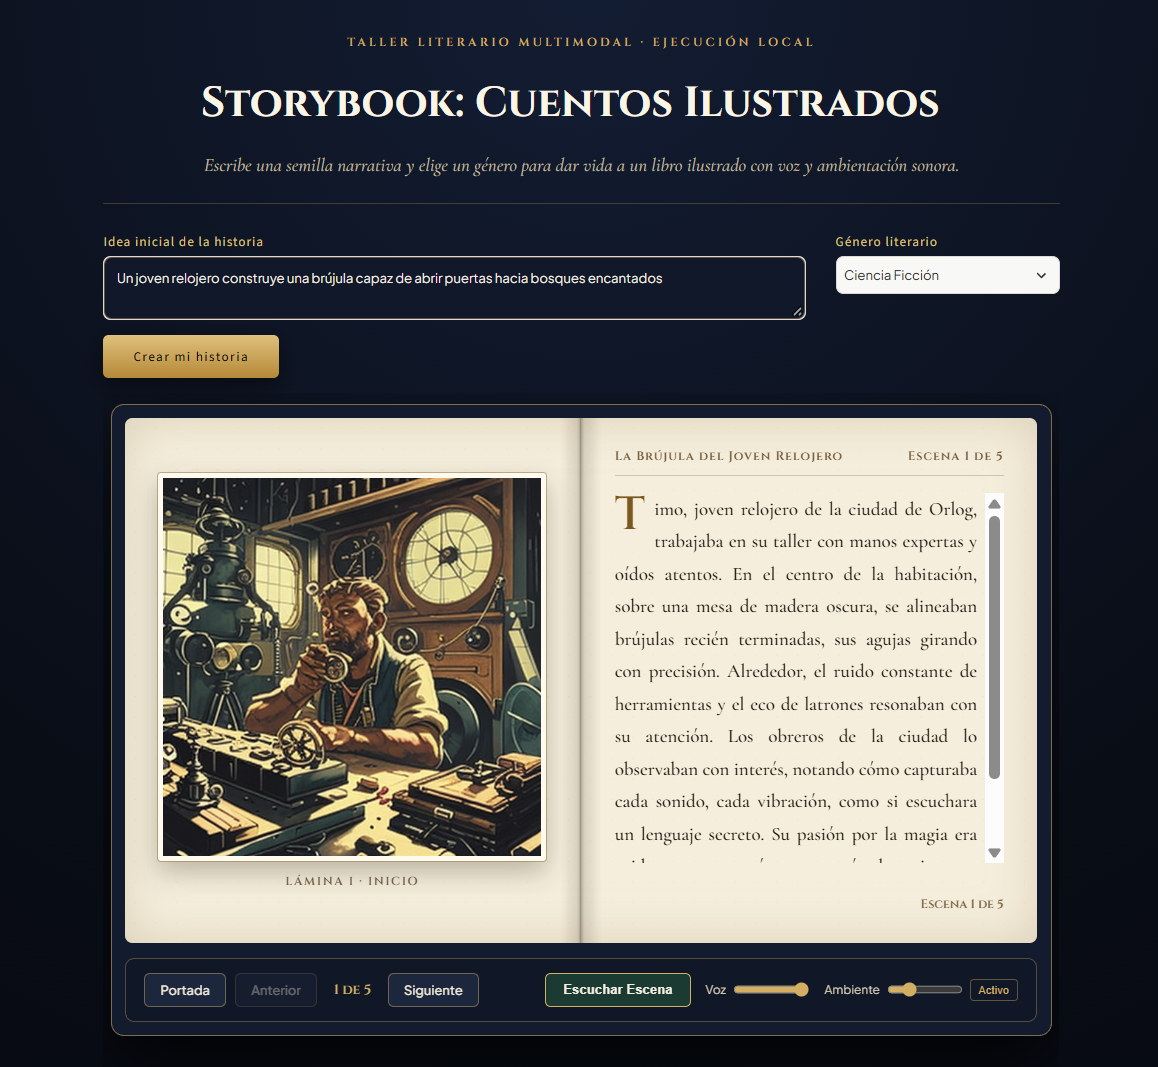 TALLER LITERARIO MULTIMODAL · EJECUCIÓN LOCAL
Storybook: Cuentos Ilustrados
Escribe una semilla narrativa y elige un género para dar vida a un libro ilustrado con voz y ambientación sonora.
Idea inicial de la historia
Un joven relojero construye una brújula capaz de abrir puertas hacia bosques encantados
Género literario
Ciencia Ficción
Crear mi historia
LÁMINA I · INICIO
La Brújula del Joven Relojero
Escena 1 de 5
Timo, joven relojero de la ciudad de Orlog,
trabajaba en su taller con manos expertas y
oídos atentos. En el centro de la habitación,
sobre una mesa de madera oscura, se alineaban
brújulas recién terminadas, sus agujas girando
con precisión. Alrededor, el ruido constante de
herramientas y el eco de latrones resonaban con
su atención. Los obreros de la ciudad lo
observaban con interés, notando cómo capturaba
cada sonido, cada vibración, como si escuchara
un lenguaje secreto. Su pasión por la magia era
Escena 1 de 5
Portada
Anterior
1 de 5
Siguiente
Escuchar Escena
Voz
Ambiente
Activo